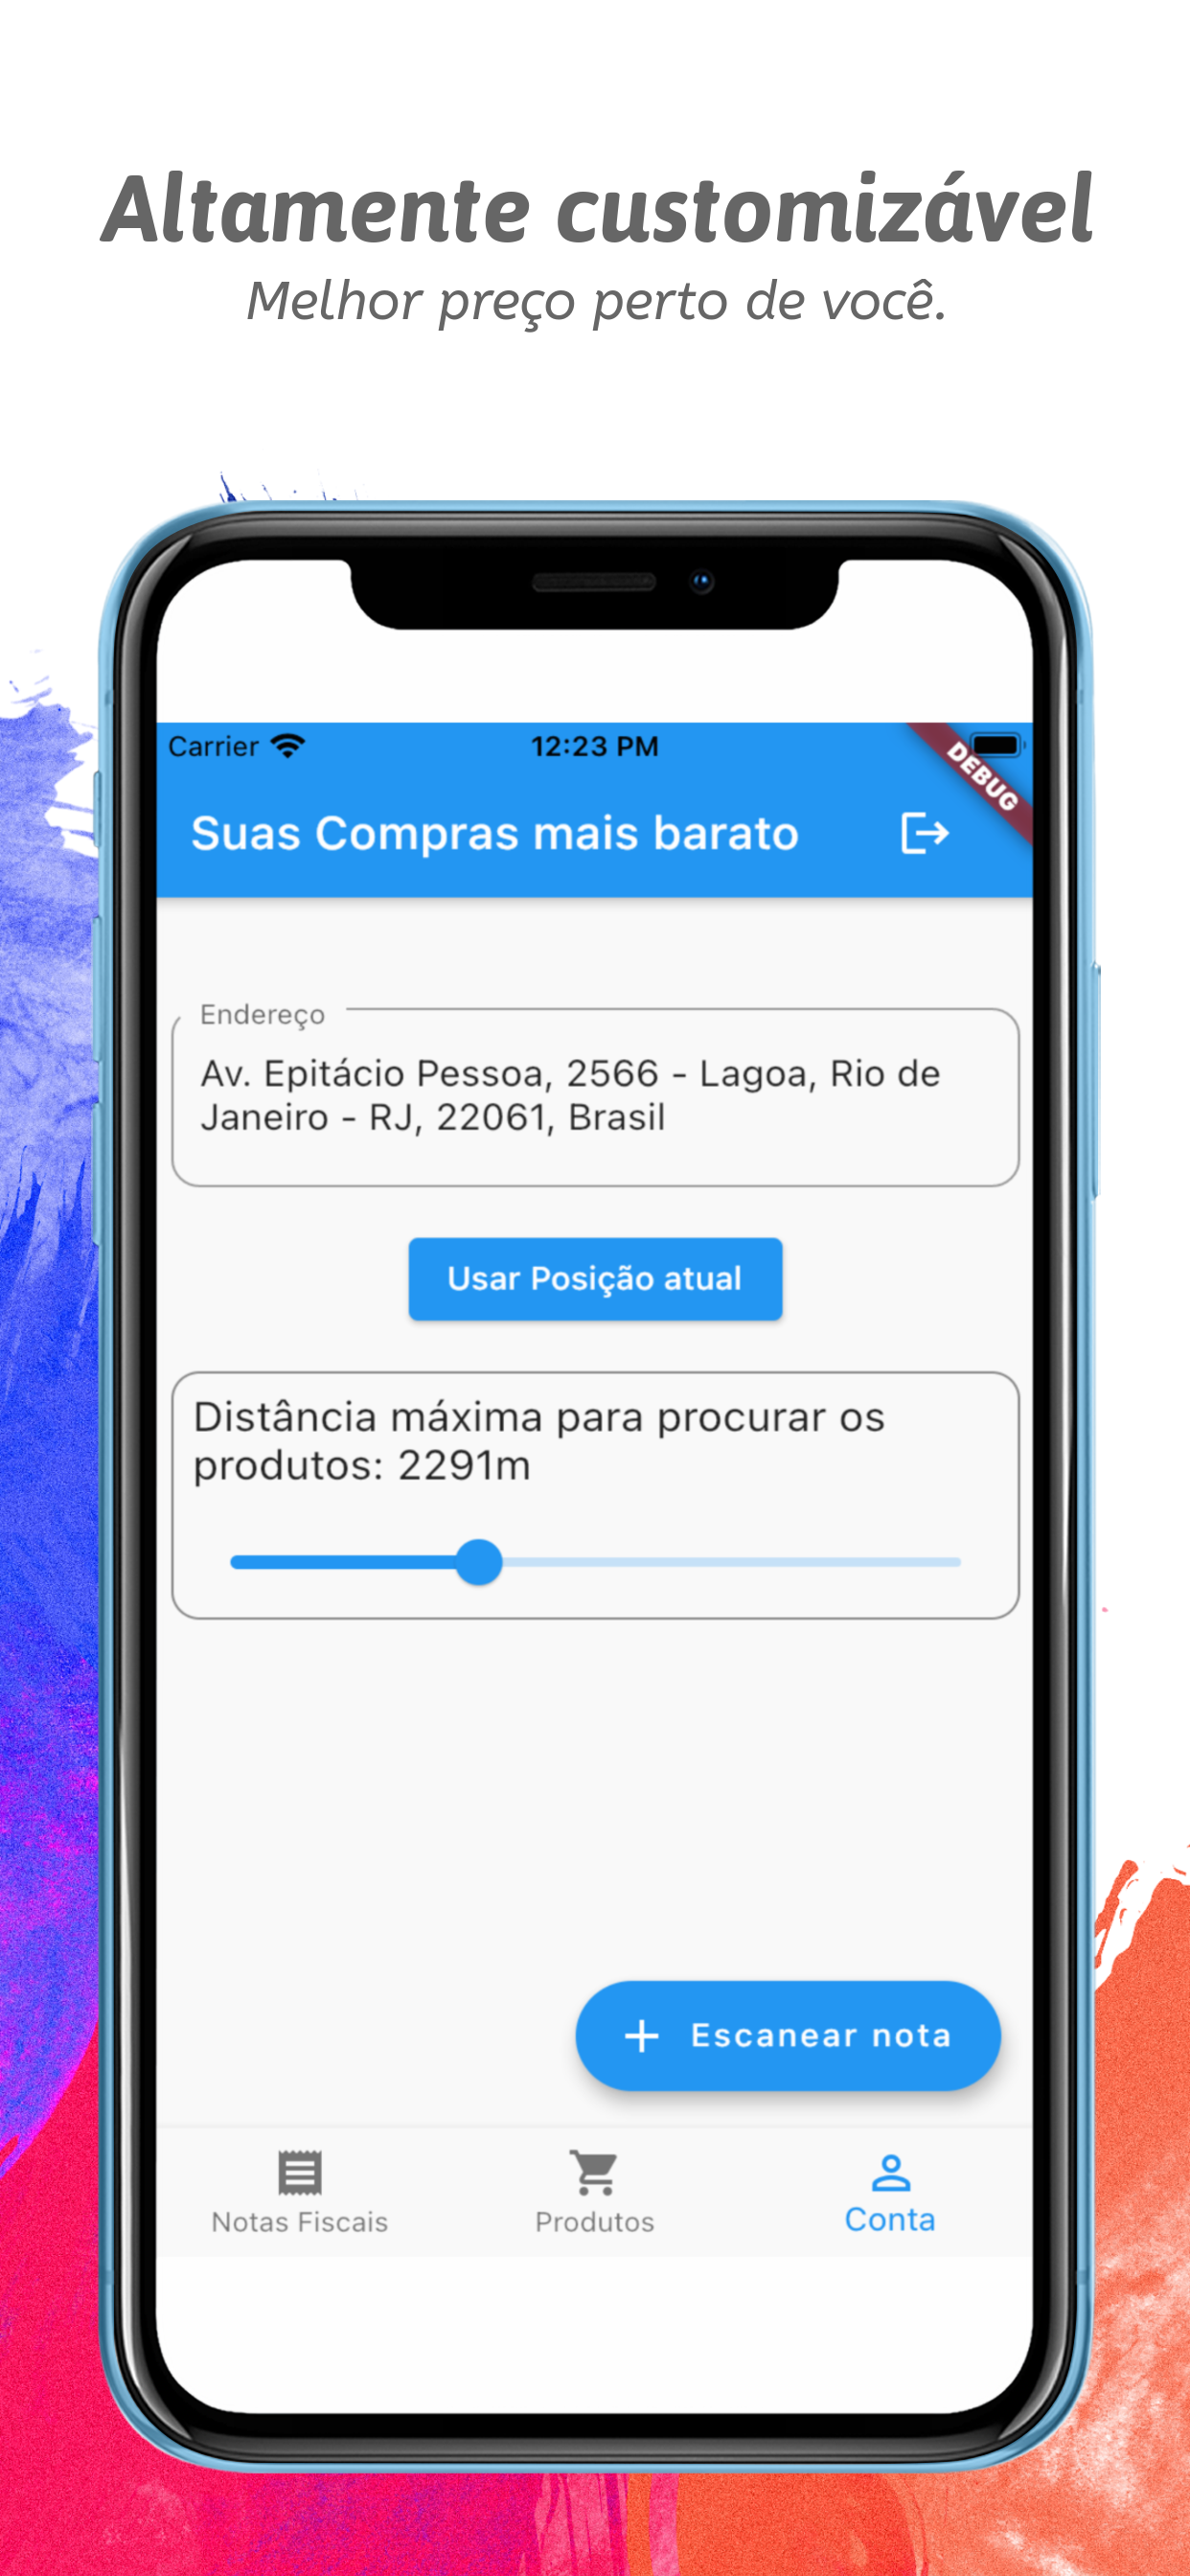 Altamente customizável
Melhor preço perto de você.
Carrier
12:23 PM
DEBUG
Suas Compras mais barato
Endereço
Av. Epitácio Pessoa, 2566 - Lagoa, Rio de
Janeiro - RJ, 22061, Brasil
Usar Posição atual
Distância máxima para procurar os
produtos: 2291m
Escanear nota
Notas Fiscais
Produtos
Conta